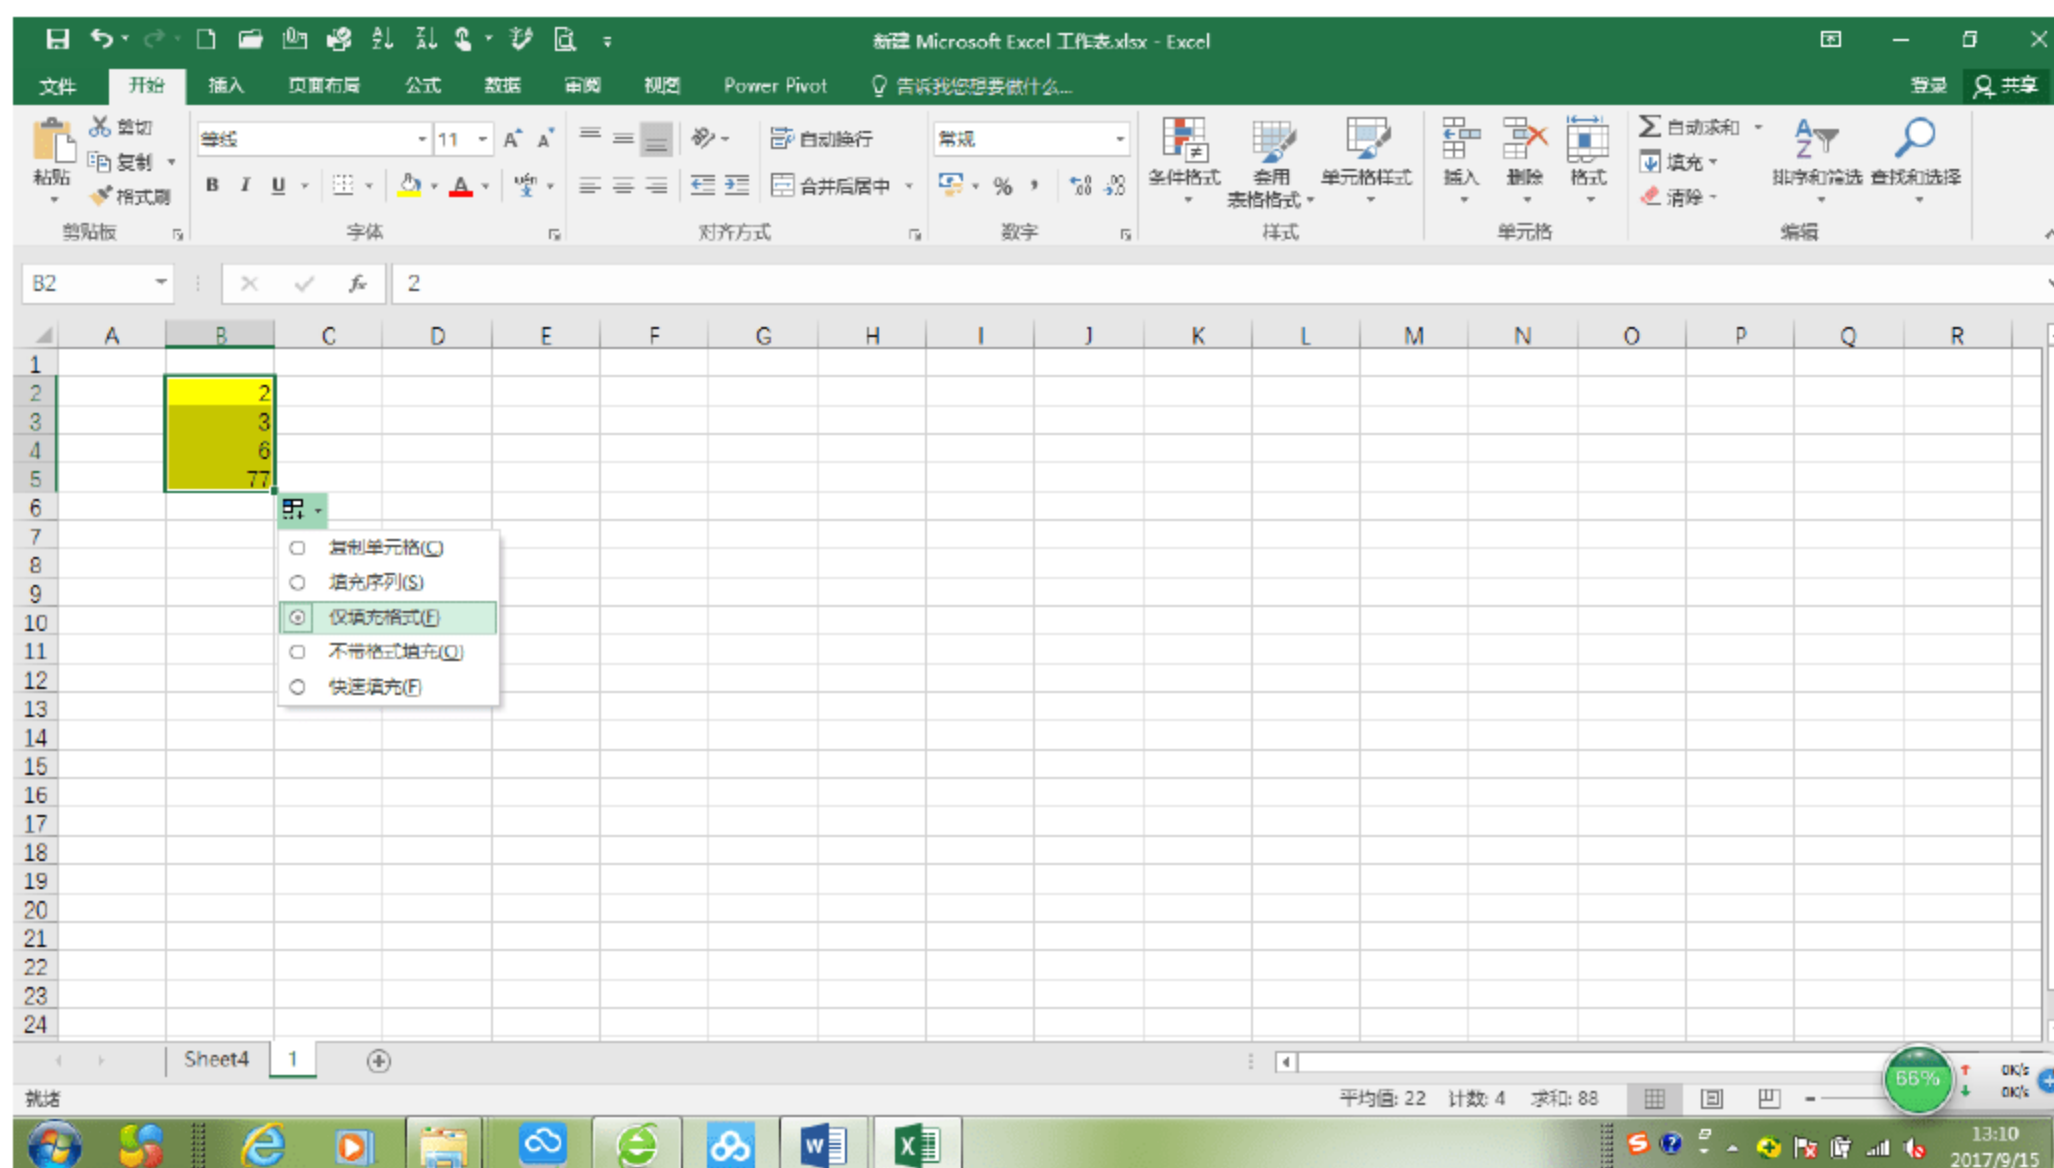 新建 Microsoft Excel 工作表.xlsx - Excel
文件 开始 插入 页面布局 公式 数据 审阅 视图 Power Pivot 告诉我您想要做什么... 登录 共享
剪切
复制
格式刷
粘贴
剪贴板
等线 11
B I U
字体
自动换行
合并后居中
对齐方式
常规
%
数字
条件格式 套用
表格格式 单元格样式
样式
插入 删除 格式
单元格
自动求和
填充
清除
排序和筛选 查找和选择
编辑
B2 fx 2
A B C D E F G H I J K L M N O P Q R
1
2 2
3 3
4 6
5 77
6
7 复制单元格(C)
8 填充序列(S)
9
10 仅填充格式(F)
11 不带格式填充(O)
12 快速填充(F)
13
14
15
16
17
18
19
20
21
22
23
24
Sheet4 1
就绪 平均值: 22 计数: 4 求和: 88
66% 0K/s
0K/s
13:10
2017/9/15